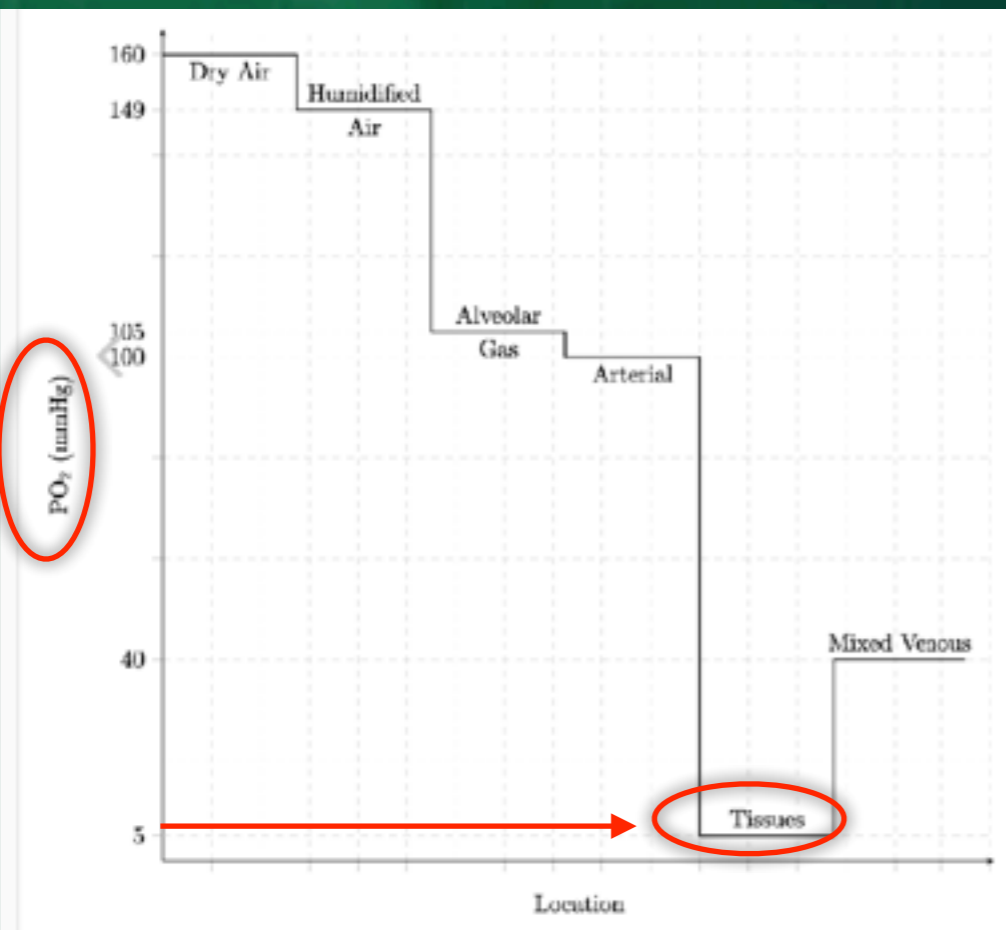 160
Dry Air
Humidified
149
Air
Alveolar
105
Gas
100
Arterial
PO₂ (mmHg)
Mixed Venous
40
Tissues
5
Location